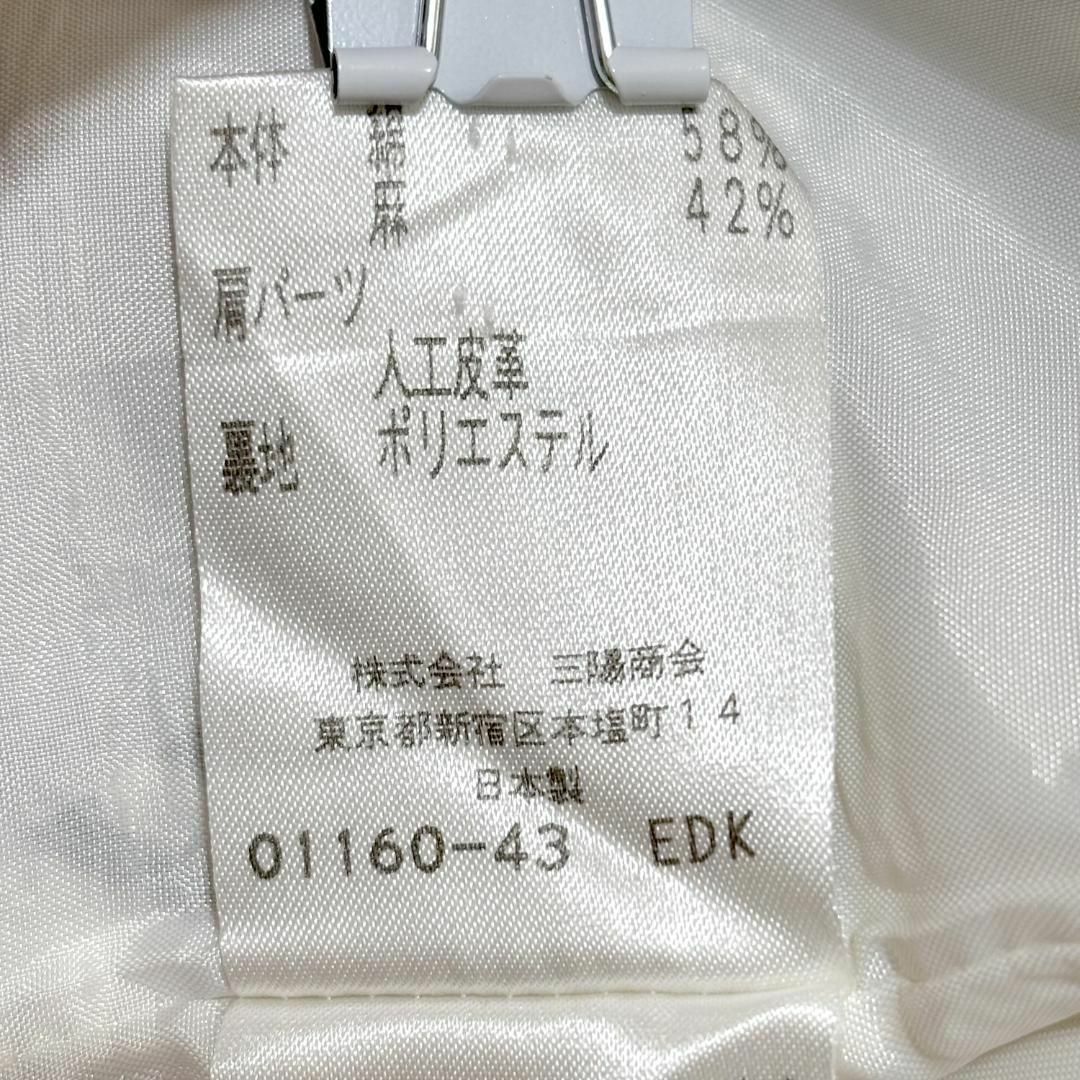 本体 綿 58%
麻 42%
肩パーツ
人工皮革
裏地 ポリエステル
株式会社 三陽商会
東京都新宿区本塩町14
日本製
01160-43 EDK